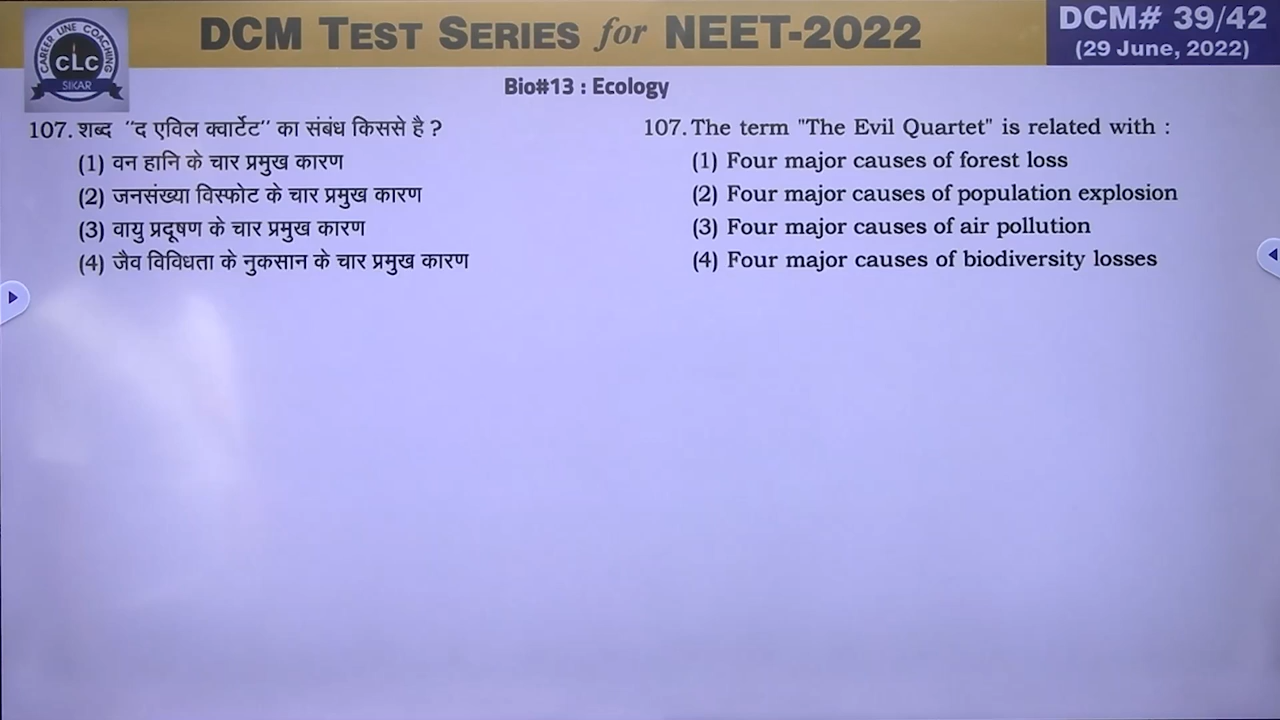 CAREER LINE COACHING
CLC
SIKAR
DCM TEST SERIES for NEET-2022
DCM# 39/42
(29 June, 2022)
Bio#13 : Ecology
107. शब्द "द एविल क्वार्टेट" का संबंध किससे है ?
(1) वन हानि के चार प्रमुख कारण
(2) जनसंख्या विस्फोट के चार प्रमुख कारण
(3) वायु प्रदूषण के चार प्रमुख कारण
(4) जैव विविधता के नुकसान के चार प्रमुख कारण
107. The term "The Evil Quartet" is related with :
(1) Four major causes of forest loss
(2) Four major causes of population explosion
(3) Four major causes of air pollution
(4) Four major causes of biodiversity losses